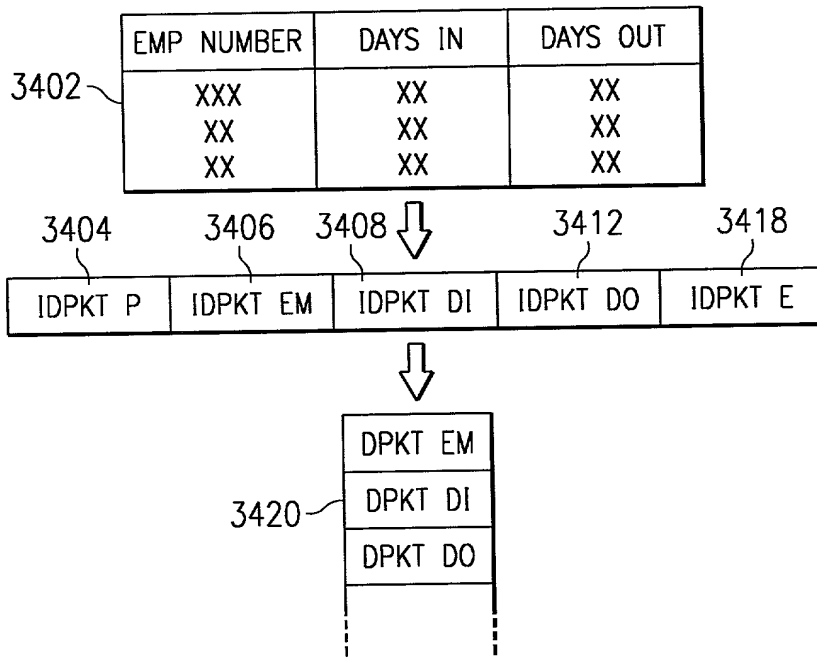 EMP NUMBER DAYS IN DAYS OUT
3402
XXX XX XX
XX XX XX
XX XX XX
3404 3406 3408 3412 3418
IDPKT P IDPKT EM IDPKT DI IDPKT DO IDPKT E
DPKT EM
3420 DPKT DI
DPKT DO